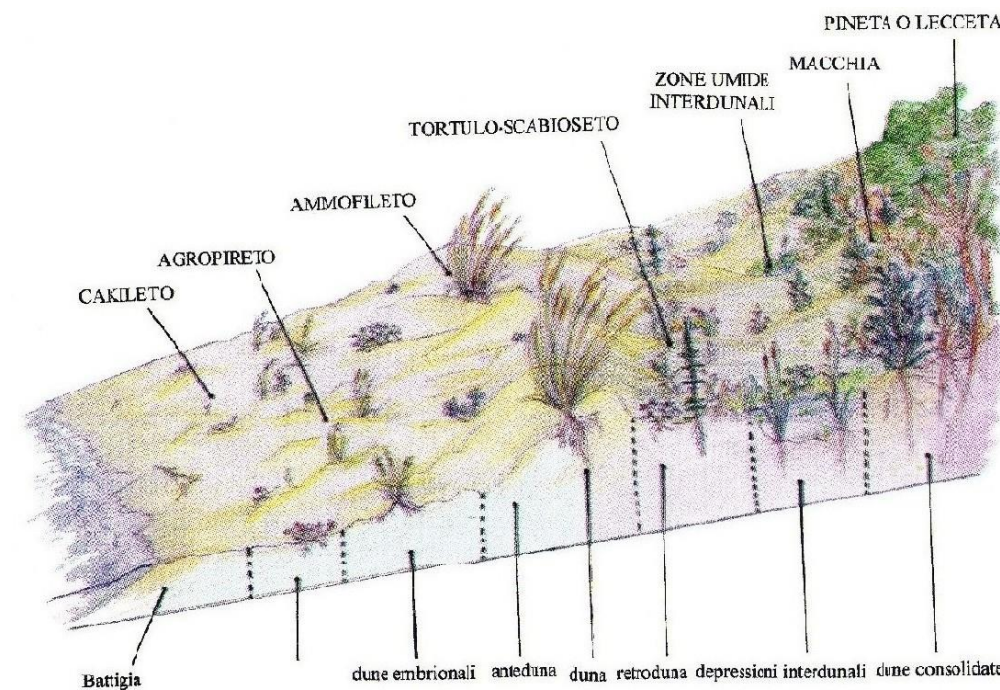 PINETA O LECCETA
MACCHIA
ZONE UMIDE
INTERDUNALI
TORTULO-SCABIOSETO
AMMOFILETO
AGROPIRETO
CAKILETO
Battigia
dune embrionali
anteduna
duna
retroduna
depressioni interdunali
dune consolidate